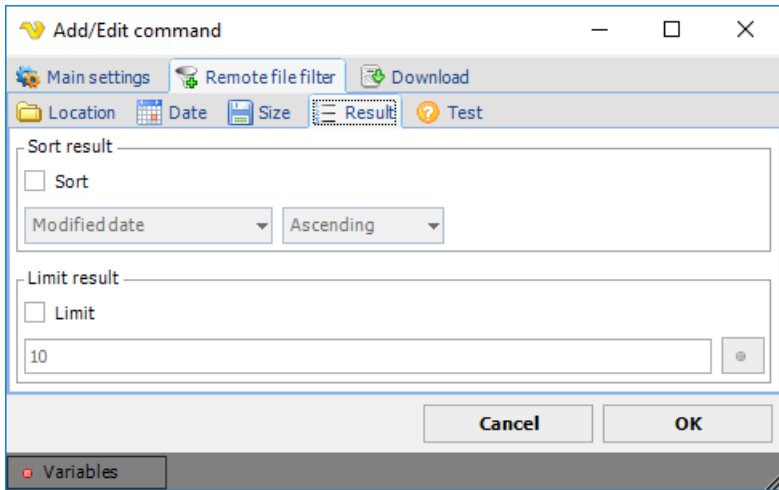 Add/Edit command
Main settings Remote file filter Download
Location Date Size Result Test
Sort result
Sort
Modified date Ascending
Limit result
Limit
10
Cancel OK
Variables